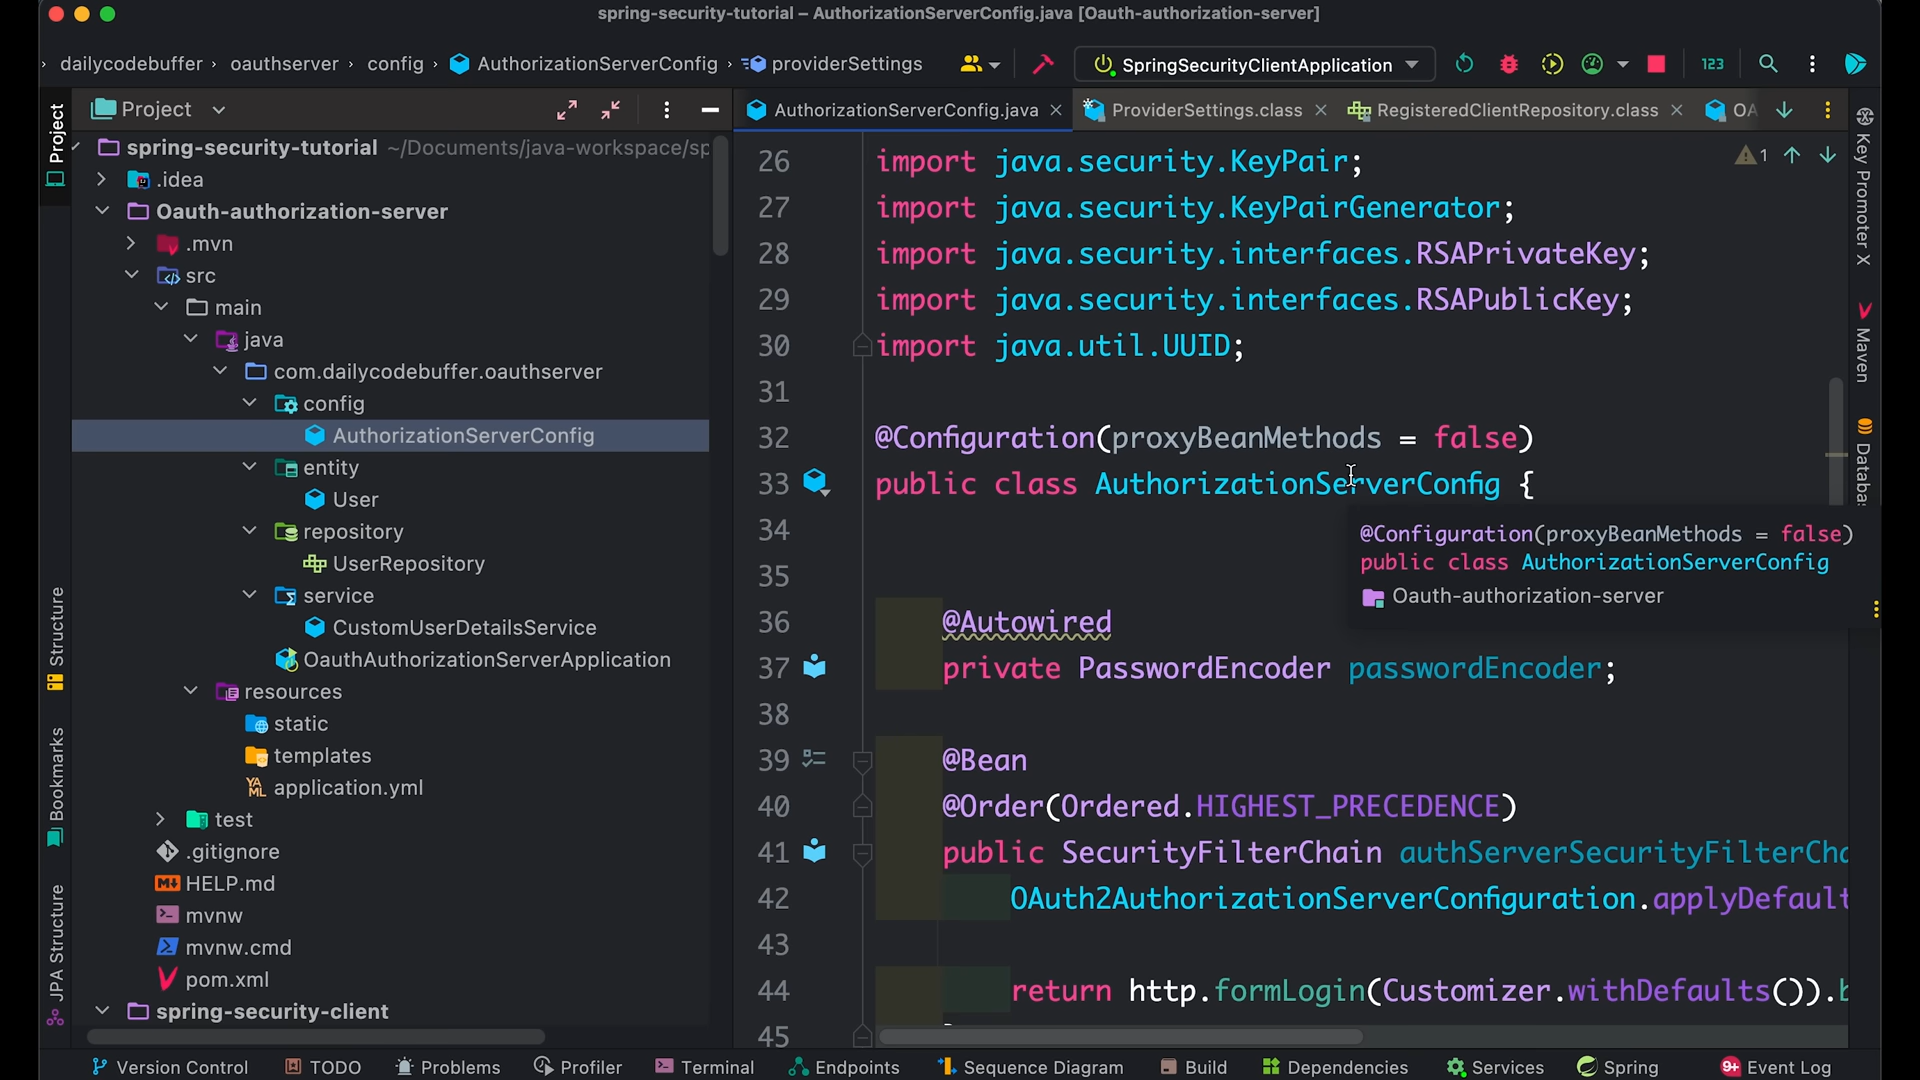 spring-security-tutorial – AuthorizationServerConfig.java [Oauth-authorization-server]
dailycodebuffer › oauthserver › config › AuthorizationServerConfig › providerSettings
SpringSecurityClientApplication
123
Project
AuthorizationServerConfig.java
ProviderSettings.class
RegisteredClientRepository.class
OA
Project
Structure
Bookmarks
JPA Structure
spring-security-tutorial ~/Documents/java-workspace/sp
.idea
Oauth-authorization-server
.mvn
src
main
java
com.dailycodebuffer.oauthserver
config
AuthorizationServerConfig
entity
User
repository
UserRepository
service
CustomUserDetailsService
OauthAuthorizationServerApplication
resources
static
templates
application.yml
test
.gitignore
HELP.md
mvnw
mvnw.cmd
pom.xml
spring-security-client
1
26 import java.security.KeyPair;
27 import java.security.KeyPairGenerator;
28 import java.security.interfaces.RSAPrivateKey;
29 import java.security.interfaces.RSAPublicKey;
30 import java.util.UUID;
31
32 @Configuration(proxyBeanMethods = false)
33 public class AuthorizationServerConfig {
34
35
36 @Autowired
37 private PasswordEncoder passwordEncoder;
38
39 @Bean
40 @Order(Ordered.HIGHEST_PRECEDENCE)
41 public SecurityFilterChain authServerSecurityFilterCha
42 OAuth2AuthorizationServerConfiguration.applyDefault
43
44 return http.formLogin(Customizer.withDefaults()).b
45
@Configuration(proxyBeanMethods = false)
public class AuthorizationServerConfig
Oauth-authorization-server
Key Promoter X
Maven
Databa
Version Control
TODO
Problems
Profiler
Terminal
Endpoints
Sequence Diagram
Build
Dependencies
Services
Spring
9+ Event Log